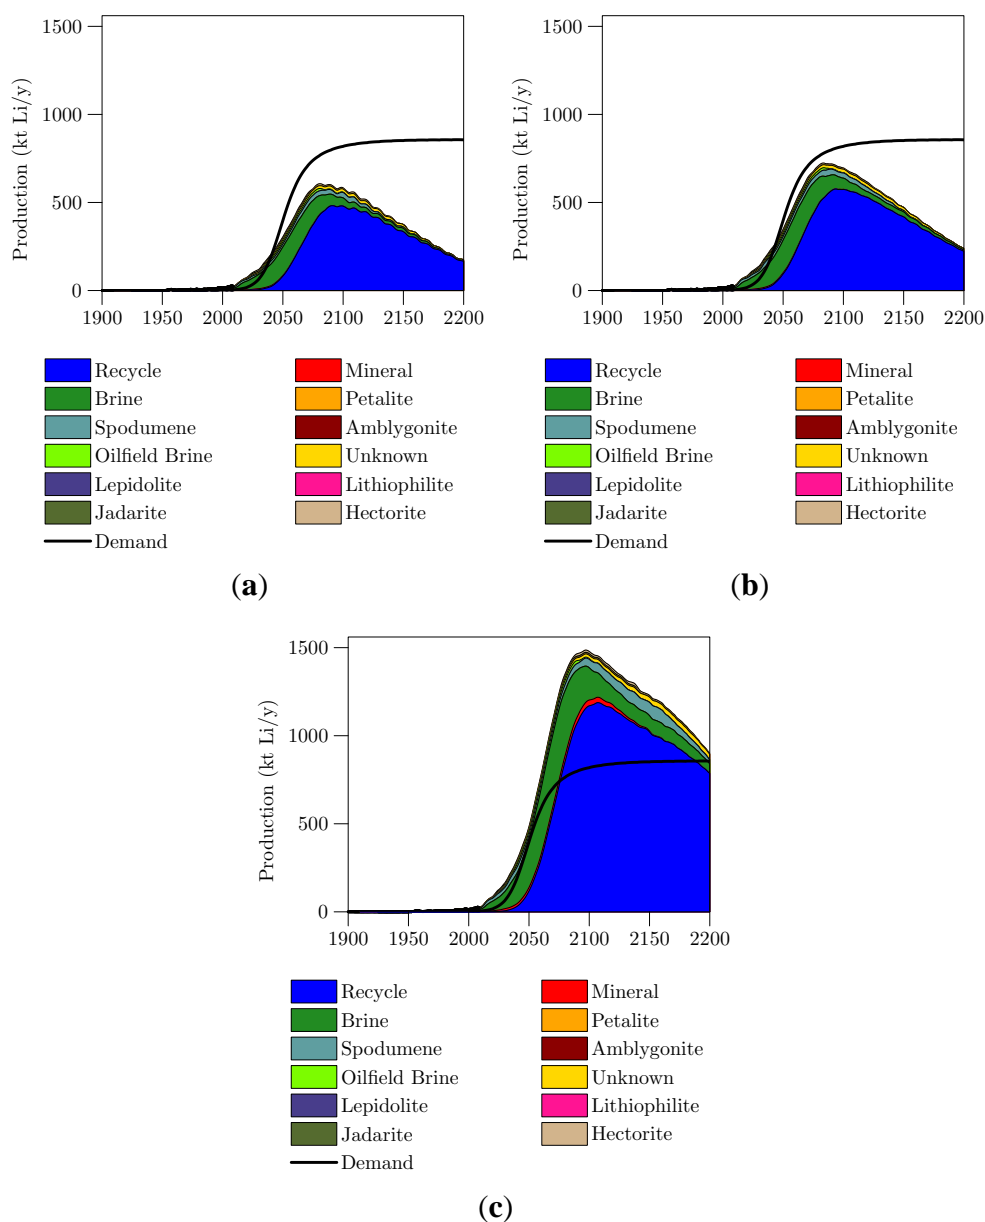 1500
1000
500
0
Production (kt Li/y)
1900 1950 2000 2050 2100 2150 2200
Recycle Mineral
Brine Petalite
Spodumene Amblygonite
Oilfield Brine Unknown
Lepidolite Lithiophilite
Jadarite Hectorite
Demand
(a)
1500
1000
500
0
Production (kt Li/y)
1900 1950 2000 2050 2100 2150 2200
Recycle Mineral
Brine Petalite
Spodumene Amblygonite
Oilfield Brine Unknown
Lepidolite Lithiophilite
Jadarite Hectorite
Demand
(b)
1500
1000
500
0
Production (kt Li/y)
1900 1950 2000 2050 2100 2150 2200
Recycle Mineral
Brine Petalite
Spodumene Amblygonite
Oilfield Brine Unknown
Lepidolite Lithiophilite
Jadarite Hectorite
Demand
(c)